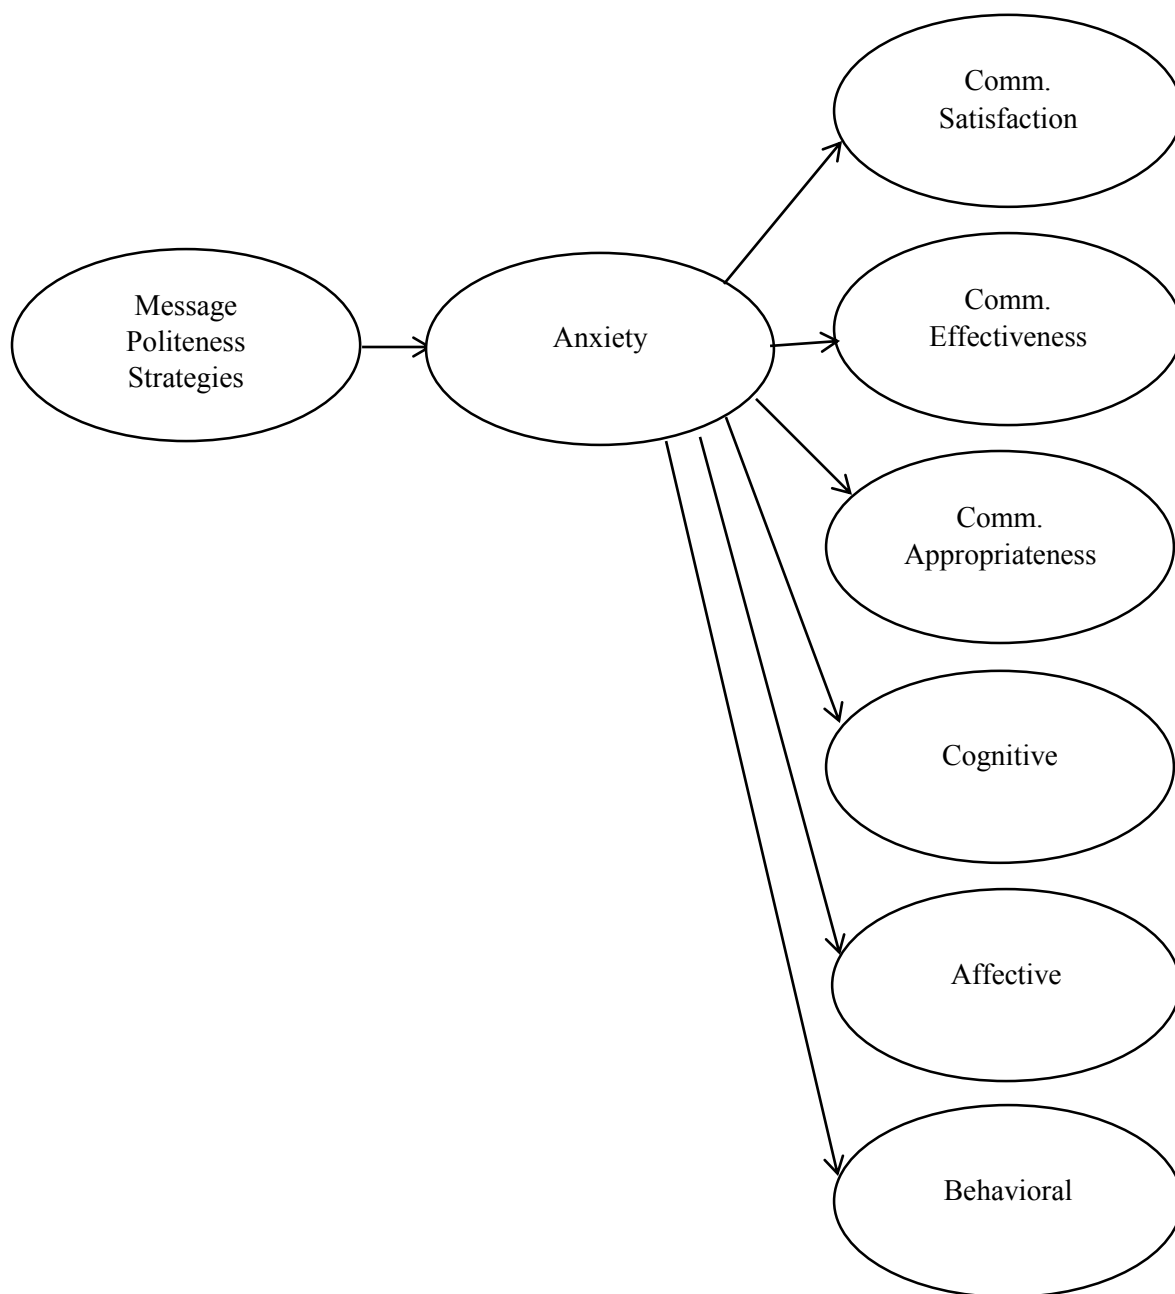 Comm.
Satisfaction
Message
Politeness
Strategies
Anxiety
Comm.
Effectiveness
Comm.
Appropriateness
Cognitive
Affective
Behavioral